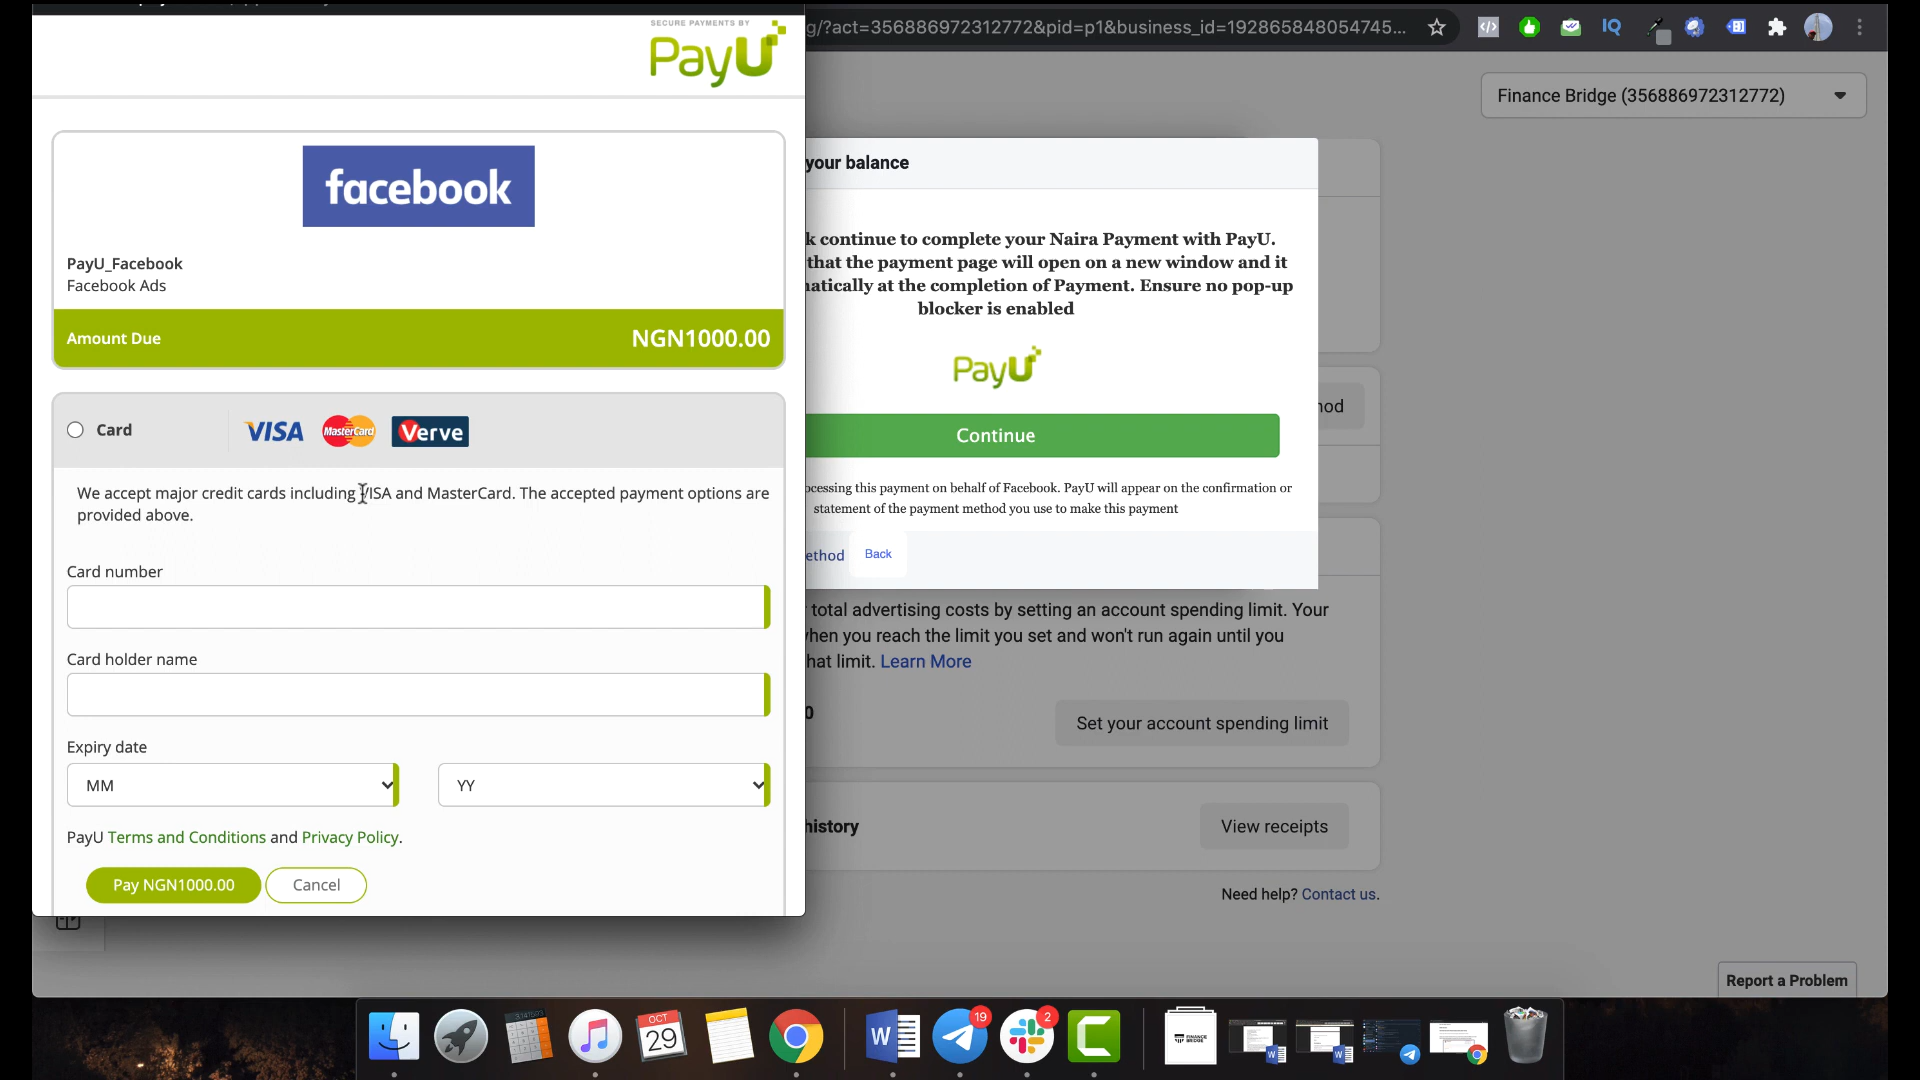 SECURE PAYMENTS BY
PayU
g/?act=356886972312772&pid=p1&business_id=192865848054745...
Finance Bridge (356886972312772)
facebook
PayU_Facebook
Facebook Ads
Amount Due NGN1000.00
Card VISA MasterCard Verve
We accept major credit cards including VISA and MasterCard. The accepted payment options are
provided above.
Card number
Card holder name
Expiry date
MM YY
PayU Terms and Conditions and Privacy Policy.
Pay NGN1000.00 Cancel
your balance
k continue to complete your Naira Payment with PayU.
that the payment page will open on a new window and it
natically at the completion of Payment. Ensure no pop-up
blocker is enabled
PayU
Continue
ocessing this payment on behalf of Facebook. PayU will appear on the confirmation or
statement of the payment method you use to make this payment
ethod Back
nod
total advertising costs by setting an account spending limit. Your
when you reach the limit you set and won't run again until you
hat limit. Learn More
0
Set your account spending limit
history
View receipts
Need help? Contact us.
Report a Problem
OCT
29
19
2